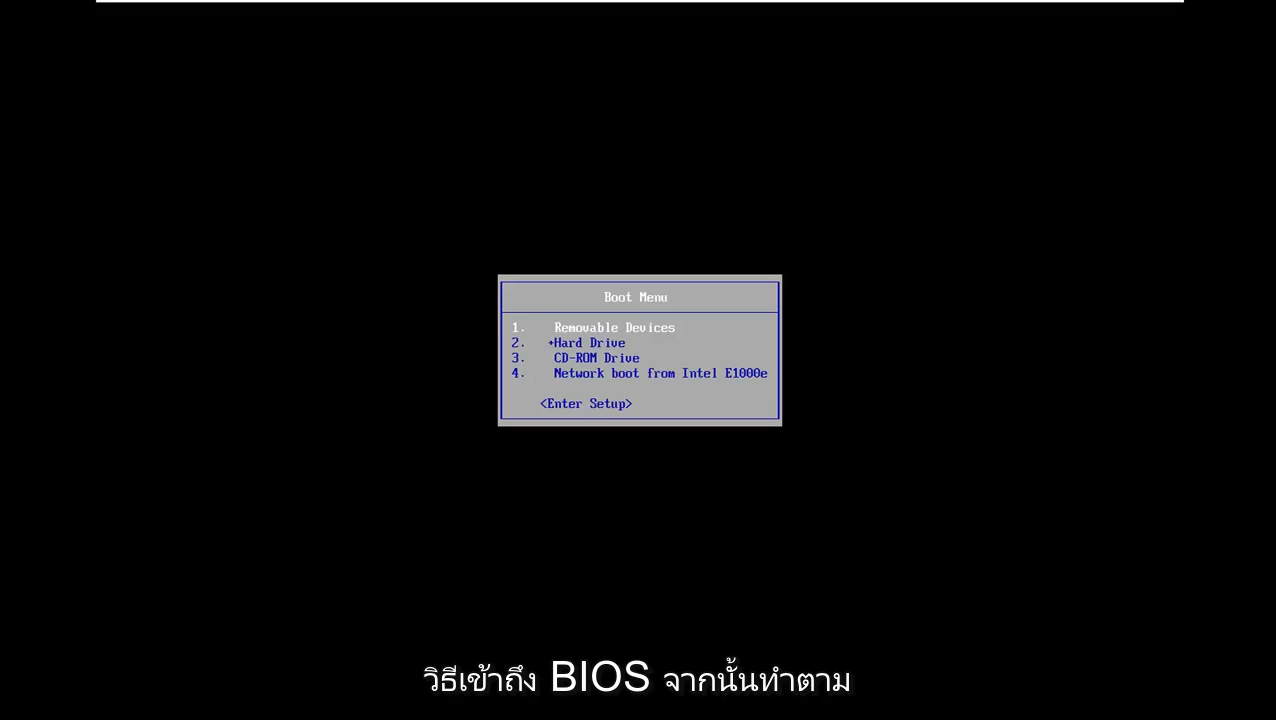 Boot Menu
1. Removable Devices
2. +Hard Drive
3. CD-ROM Drive
4. Network boot from Intel E1000e
<Enter Setup>
วิธีเข้าถึง BIOS จากนั้นทำตาม